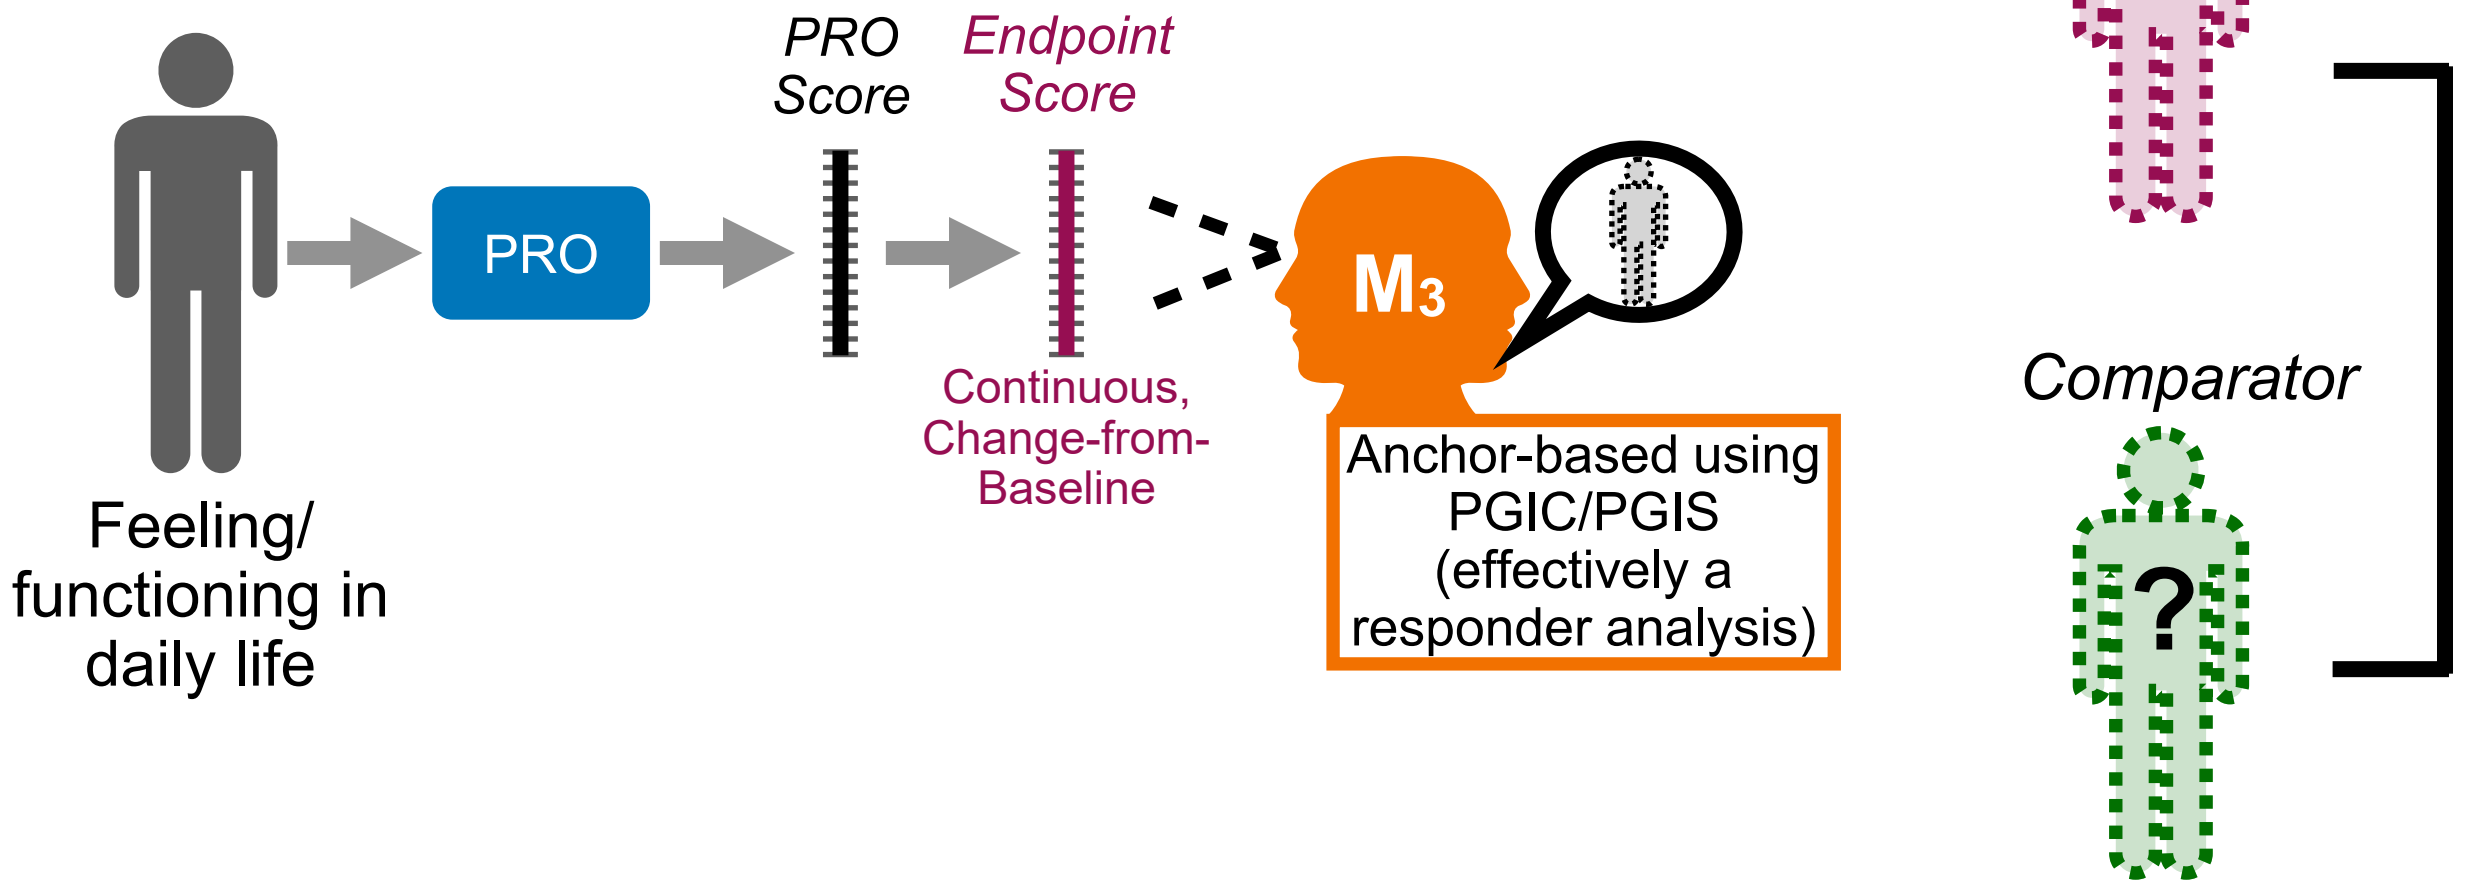 PRO
Score
Endpoint
Score
PRO
M3
Continuous,
Change-from-
Baseline
Feeling/
functioning in
daily life
Anchor-based using
PGIC/PGIS
(effectively a
responder analysis)
Comparator
?